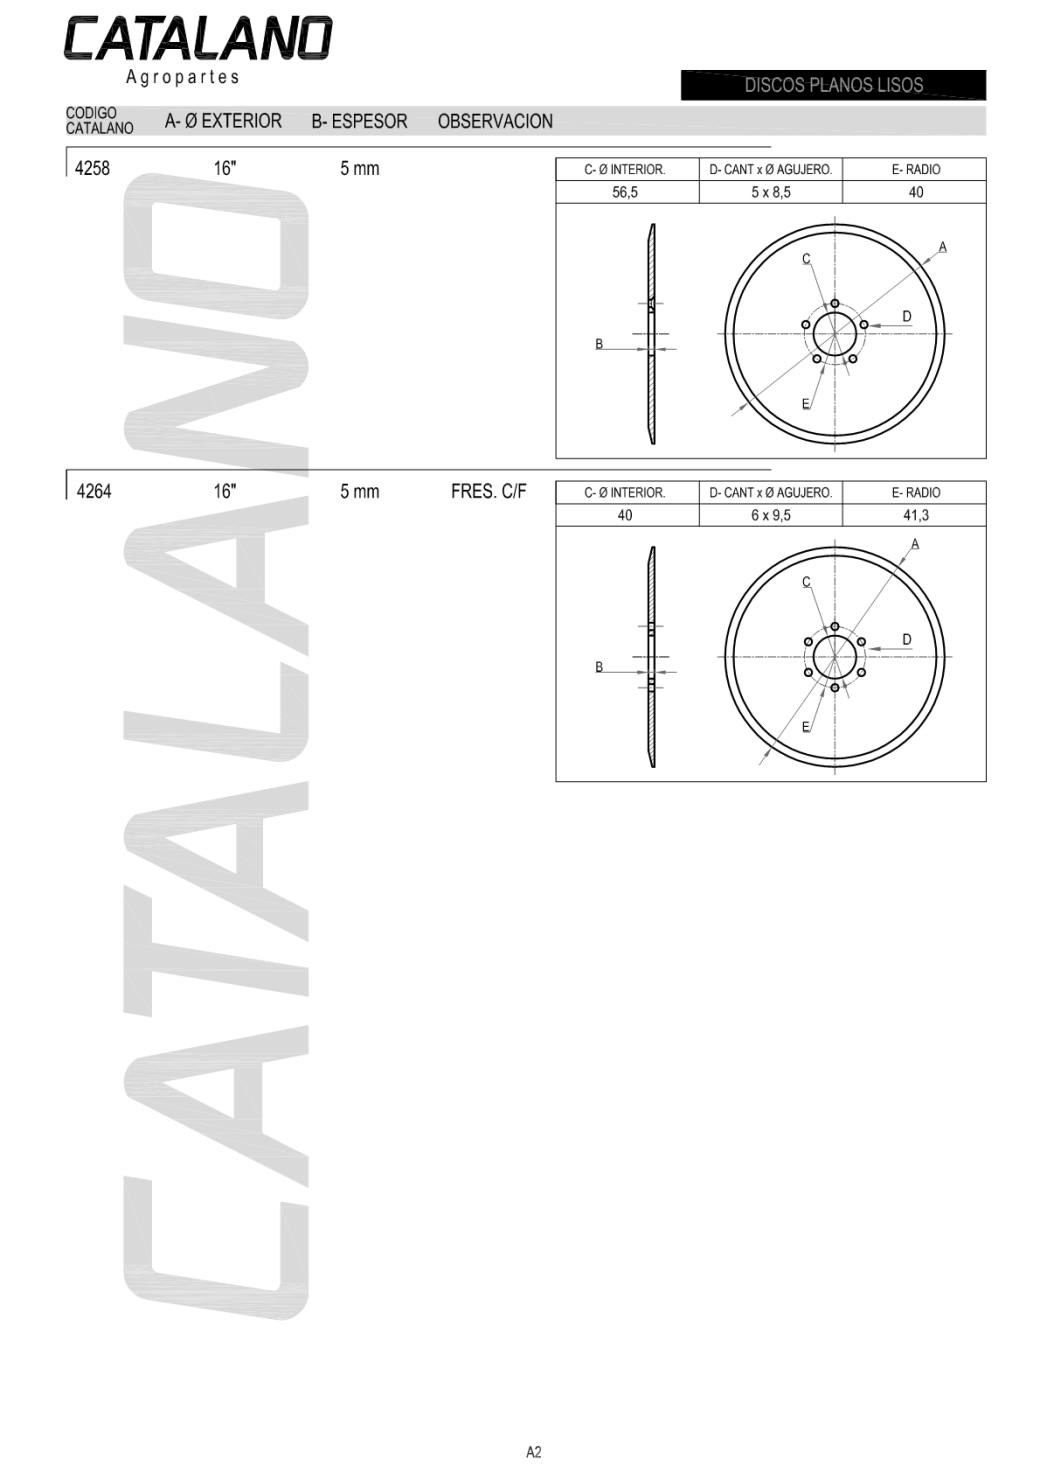 CATALANO
Agropartes
DISCOS PLANOS LISOS
CODIGO
CATALANO
A- Ø EXTERIOR
B- ESPESOR
OBSERVACION
4258
16"
5 mm
C- Ø INTERIOR.
D- CANT x Ø AGUJERO.
E- RADIO
56,5
5 x 8,5
40
A
C
D
B
E
4264
16"
5 mm
FRES. C/F
C- Ø INTERIOR.
D- CANT x Ø AGUJERO.
E- RADIO
40
6 x 9,5
41,3
A
C
D
B
E
CATALANO
A2